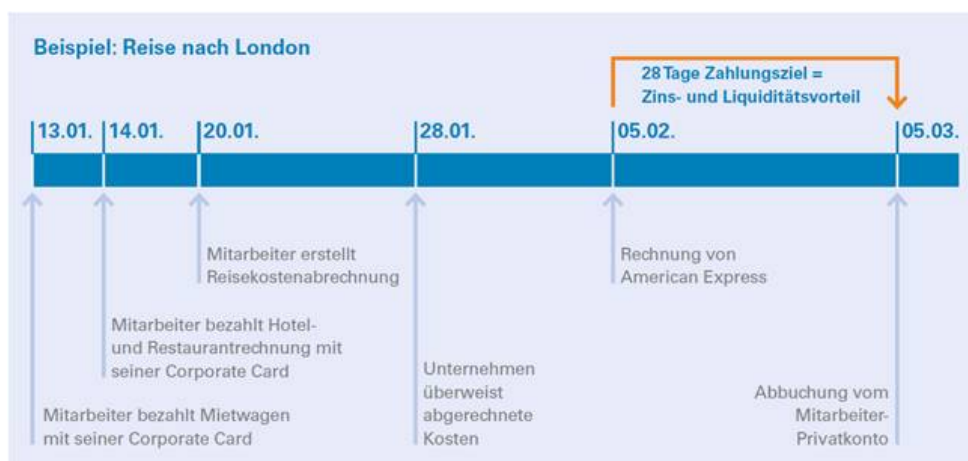 Beispiel: Reise nach London
28 Tage Zahlungsziel =
Zins- und Liquiditätsvorteil
13.01.
14.01.
20.01.
28.01.
05.02.
05.03.
Mitarbeiter erstellt
Reisekostenabrechnung
Rechnung von
American Express
Mitarbeiter bezahlt Hotel-
und Restaurantrechnung mit
seiner Corporate Card
Unternehmen
überweist
abgerechnete
Kosten
Abbuchung vom
Mitarbeiter-
Privatkonto
Mitarbeiter bezahlt Mietwagen
mit seiner Corporate Card